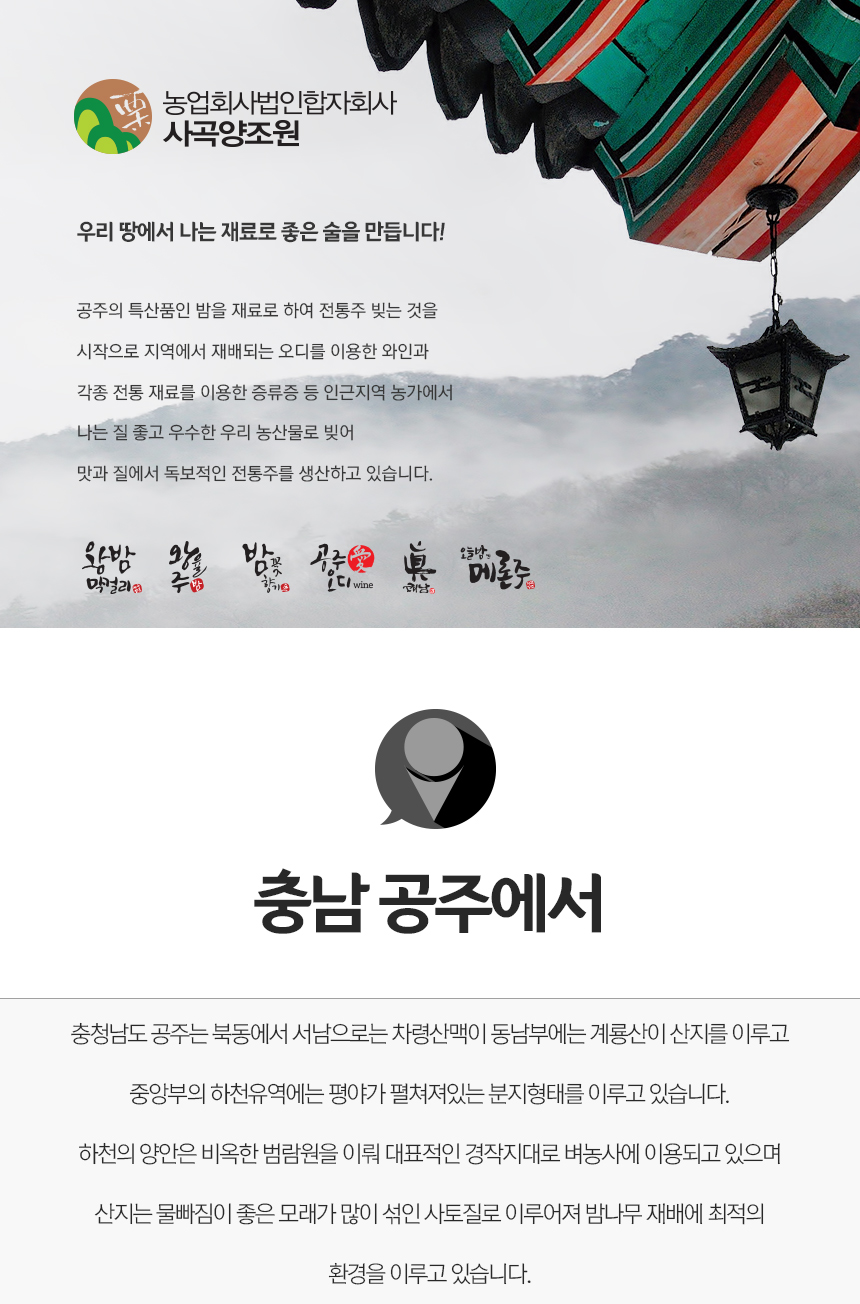 농업회사법인합자회사
사곡양조원
우리 땅에서 나는 재료로 좋은 술을 만듭니다!
공주의 특산품인 밤을 재료로 하여 전통주 빚는 것을
시작으로 지역에서 재배되는 오디를 이용한 와인과
각종 전통 재료를 이용한 증류증 등 인근지역 농가에서
나는 질 좋고 우수한 우리 농산물로 빚어
맛과 질에서 독보적인 전통주를 생산하고 있습니다.
왕밤
막걸리
왕율주 밤
밤꽃향기
공주愛
오디 wine
眞
오늘밤은
메론주
충남 공주에서
충청남도 공주는 북동에서 서남으로는 차령산맥이 동남부에는 계룡산이 산지를 이루고
중앙부의 하천유역에는 평야가 펼쳐져있는 분지형태를 이루고 있습니다.
하천의 양안은 비옥한 범람원을 이뤄 대표적인 경작지대로 벼농사에 이용되고 있으며
산지는 물빠짐이 좋은 모래가 많이 섞인 사토질로 이루어져 밤나무 재배에 최적의
환경을 이루고 있습니다.